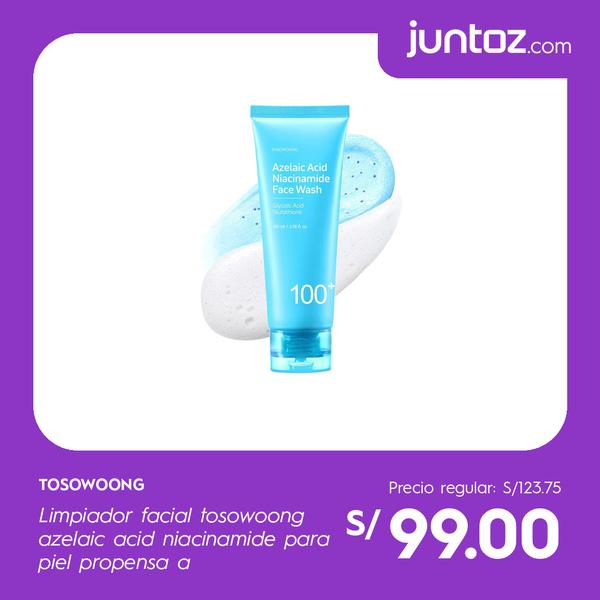 juntoz.com
TOSOWOONG
Azelaic Acid
Niacinamide
Face Wash
Glycolic Acid
Glutathione
100+
TOSOWOONG
Limpiador facial tosowoong
azelaic acid niacinamide para
piel propensa a
Precio regular: S/123.75
S/99.00